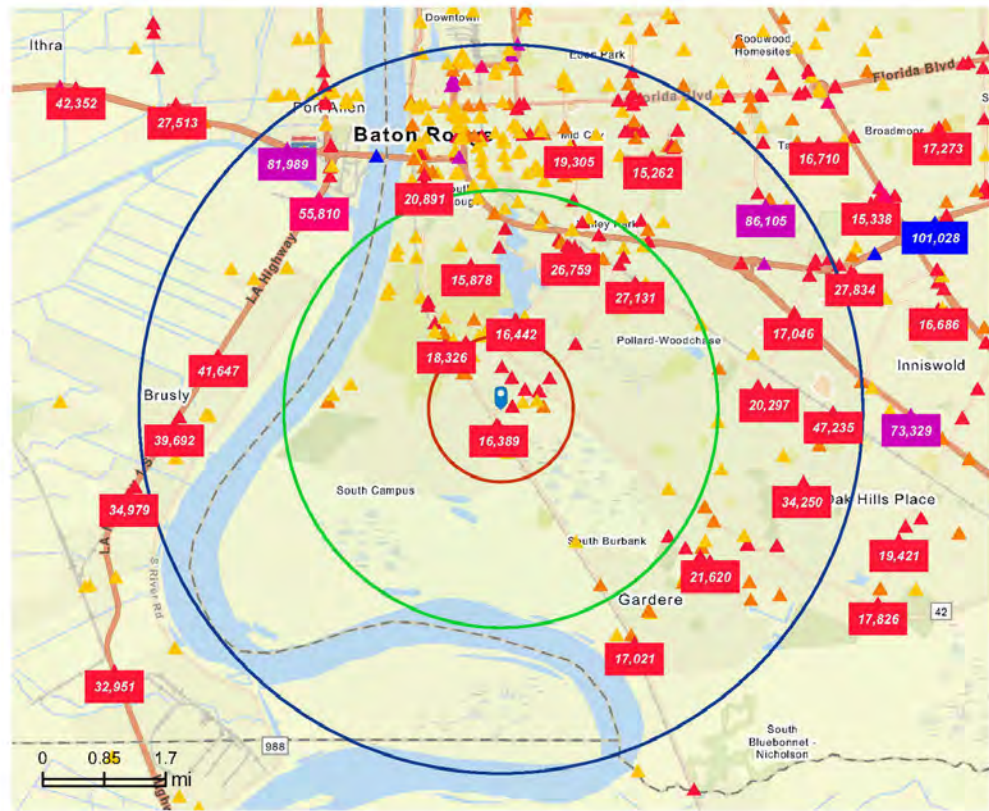 Downtown
Ithra
Goodwood
Homesites
Florida Blvd
42,352
Port Allen
27,513
Baton Rouge
Mid City
Broadmoor
17,273
81,989
19,305
15,262
16,710
20,891
55,810
86,105
15,338
101,028
LA Highway
15,878
26,759
27,131
27,834
16,442
17,046
16,686
18,326
Pollard-Woodchase
Inniswold
41,647
Brusly
20,297
39,692
16,389
47,235
73,329
34,979
South Campus
34,250
Oak Hills Place
S River Rd
South Burbank
19,421
21,620
Gardere
17,826
42
17,021
32,951
988
South
Bluebonnet -
Nicholson
0 0.85 1.7
mi